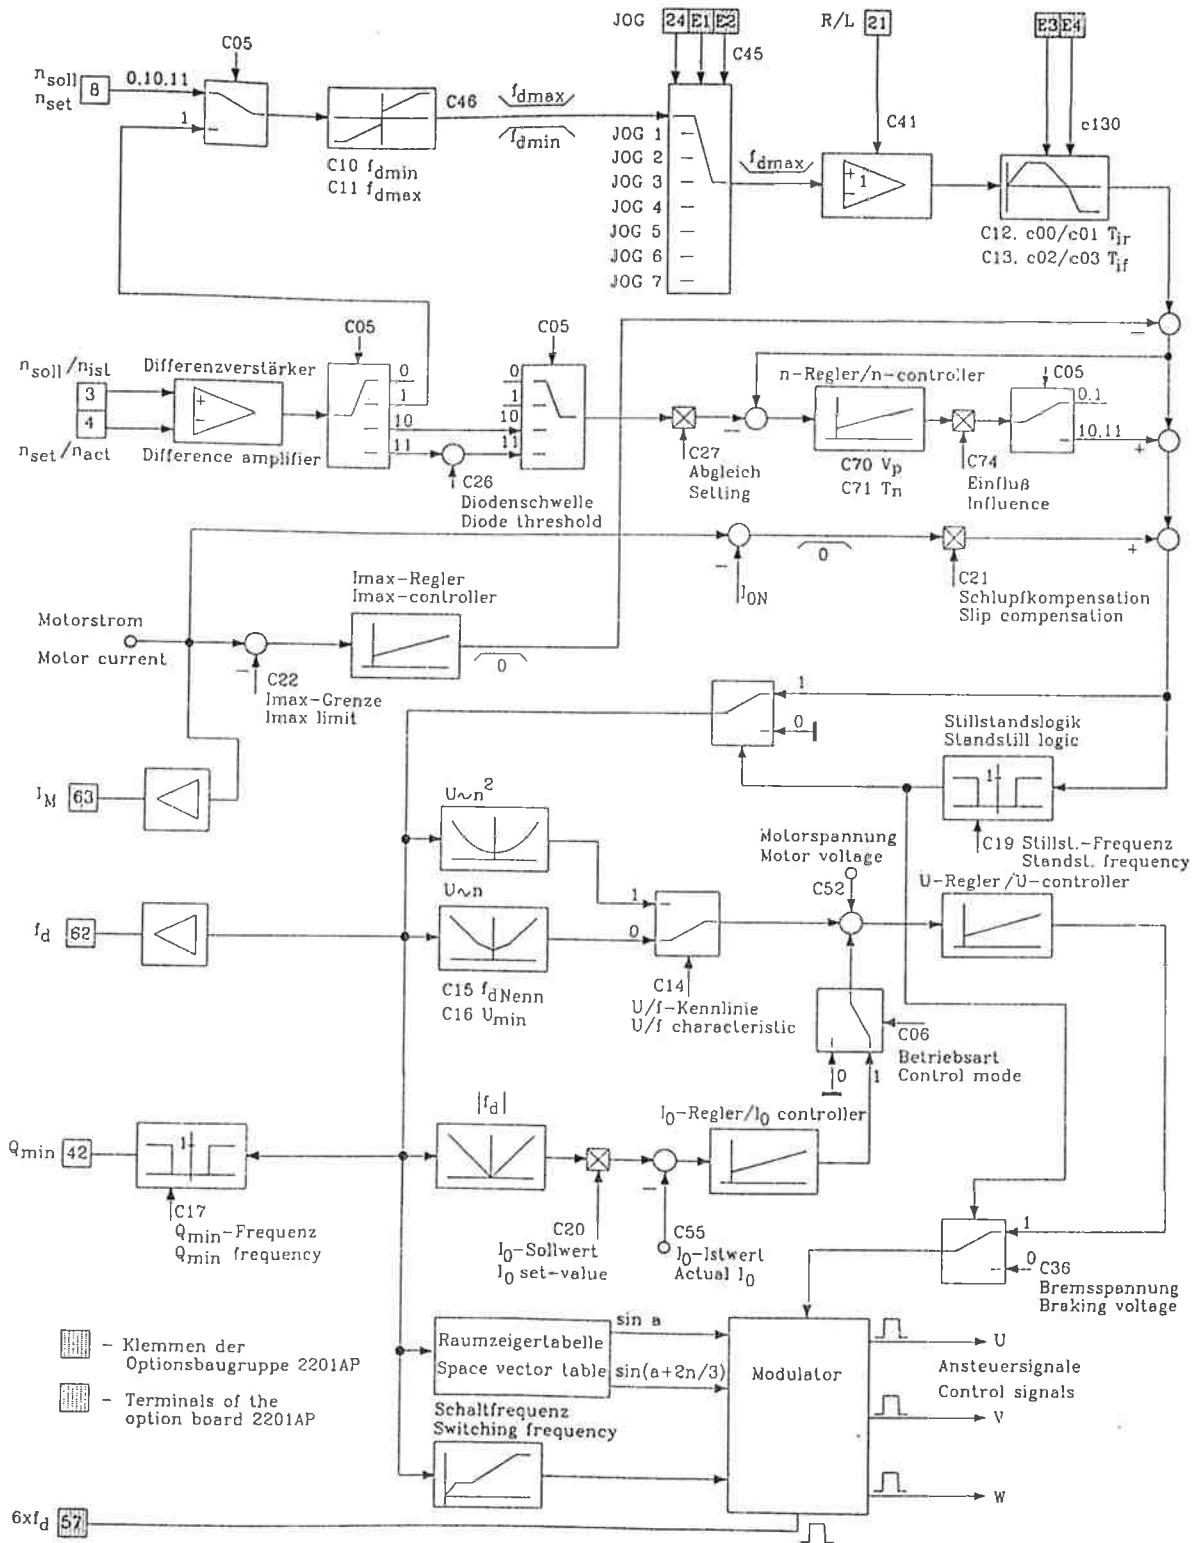 JOG 24 E1 E2
R/L 21
E3 E4
C05
C45
n_soll
n_set
8
0,10,11
1
C46
f_dmax
f_dmin
C10 f_dmin
C11 f_dmax
JOG 1
JOG 2
JOG 3
JOG 4
JOG 5
JOG 6
JOG 7
f_dmax
C41
+
−
1
c130
C12, c00/c01 T_ir
C13, c02/c03 T_if
−
n_soll/n_ist
3
4
n_set/n_act
Differenzverstärker
+
−
Difference amplifier
C05
0
1
10
11
C26
Diodenschwelle
Diode threshold
C05
0
1
10
11
C27
Abgleich
Setting
−
n-Regler/n-controller
C70 V_p
C71 T_n
C74
Einfluß
Influence
C05
0.1
10,11
+
−
I_0N
0
C21
Schlupfkompensation
Slip compensation
+
Motorstrom
Motor current
−
C22
Imax-Grenze
Imax limit
Imax-Regler
Imax-controller
0
1
0
Stillstandslogik
Standstill logic
1
C19 Stillst.-Frequenz
Standst. frequency
I_M 63
U~n²
U~n
C15 f_dNenn
C16 U_min
f_d 62
1
0
C14
U/f-Kennlinie
U/f characteristic
Motorspannung
Motor voltage
C52
U-Regler/U-controller
C06
Betriebsart
Control mode
0
1
Q_min 42
1
C17
Q_min-Frequenz
Q_min frequency
|f_d|
C20
I_0-Sollwert
I_0 set-value
−
C55
I_0-Istwert
Actual I_0
I_0-Regler/I_0 controller
1
0
C36
Bremsspannung
Braking voltage
- Klemmen der
Optionsbaugruppe 2201AP
- Terminals of the
option board 2201AP
Raumzeigertabelle
Space vector table
sin a
sin(a+2n/3)
Schaltfrequenz
Switching frequency
Modulator
U
Ansteuersignale
Control signals
V
W
6xf_d 57